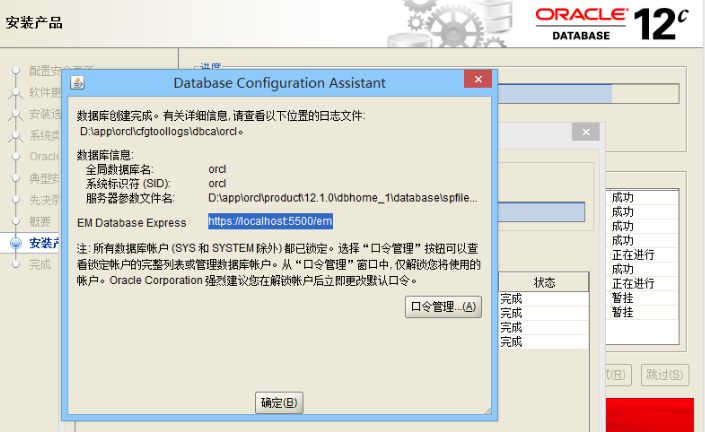 安装产品
ORACLE
DATABASE
12c
进度
配置安
软件更
安装选
系统类
Oracle
典型安
先决条
概要
安装产
完成
Database Configuration Assistant
数据库创建完成。有关详细信息,请查看以下位置的日志文件:
D:\app\orcl\cfgtoollogs\dbca\orcl。
数据库信息:
全局数据库名: orcl
系统标识符 (SID): orcl
服务器参数文件名: D:\app\orcl\product\12.1.0\dbhome_1\database\spfile...
EM Database Express https://localhost:5500/em
注: 所有数据库帐户 (SYS 和 SYSTEM 除外) 都已锁定。选择“口令管理”按钮可以查
看锁定帐户的完整列表或管理数据库帐户。从“口令管理”窗口中, 仅解锁您将使用的
帐户。Oracle Corporation 强烈建议您在解锁帐户后立即更改默认口令。
口令管理...(A)
确定(B)
成功
成功
成功
成功
正在进行
成功
正在进行
暂挂
暂挂
状态
完成
完成
完成
完成
(R)
跳过(S)